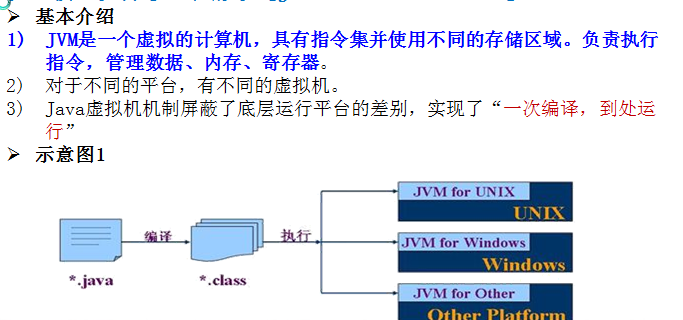 ➢ 基本介绍
1) JVM是一个虚拟的计算机，具有指令集并使用不同的存储区域。负责执行
指令，管理数据、内存、寄存器。
2) 对于不同的平台，有不同的虚拟机。
3) Java虚拟机机制屏蔽了底层运行平台的差别，实现了“一次编译，到处运
行”
➢ 示意图1
JVM for UNIX
UNIX
编译
执行
JVM for Windows
Windows
*.java
*.class
JVM for Other
Other Platform